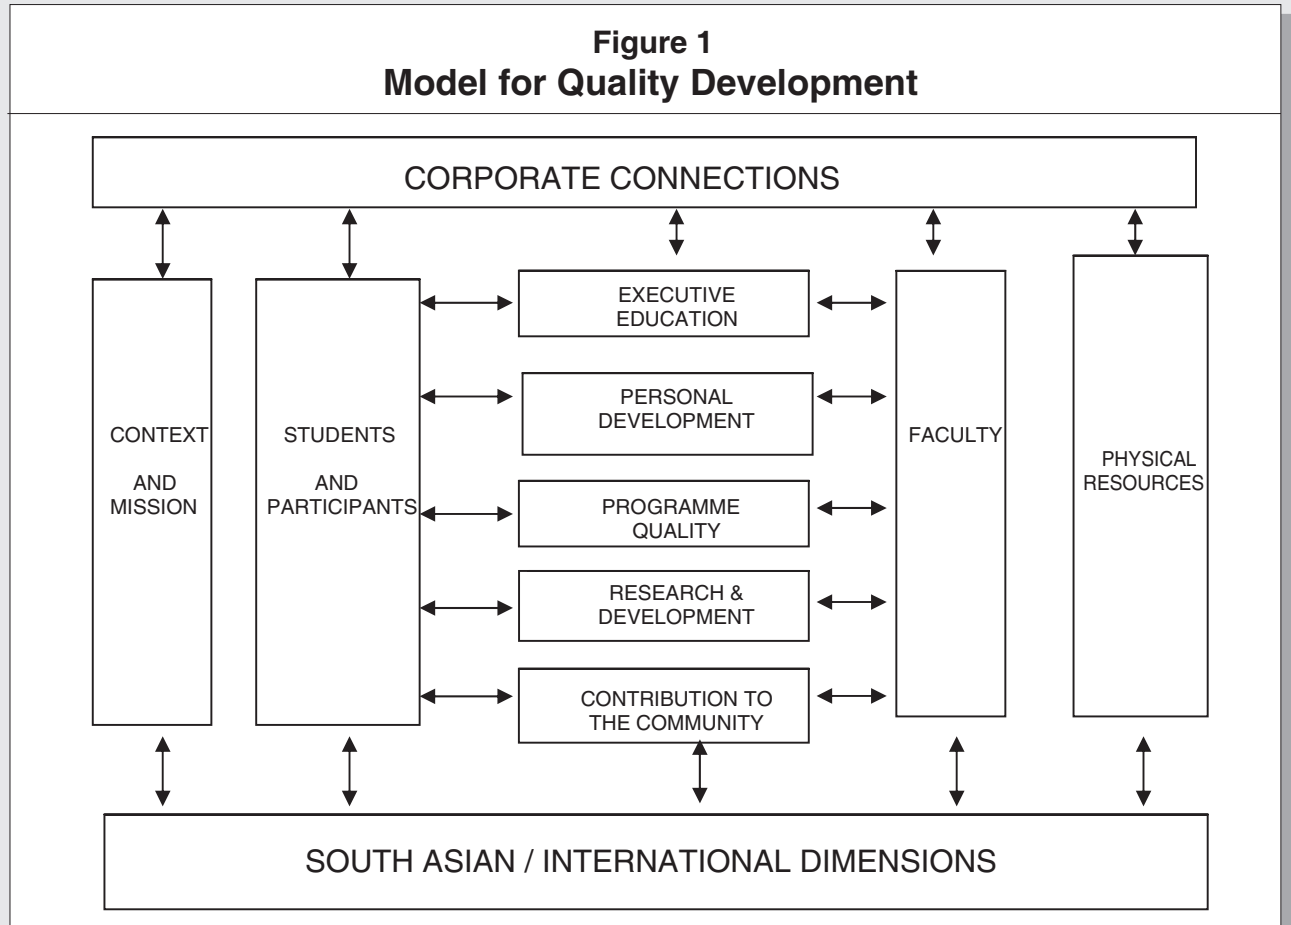 Figure 1
Model for Quality Development
CORPORATE CONNECTIONS
CONTEXT
AND
MISSION
STUDENTS
AND
PARTICIPANTS
EXECUTIVE
EDUCATION
PERSONAL
DEVELOPMENT
PROGRAMME
QUALITY
RESEARCH &
DEVELOPMENT
CONTRIBUTION TO
THE COMMUNITY
FACULTY
PHYSICAL
RESOURCES
SOUTH ASIAN / INTERNATIONAL DIMENSIONS